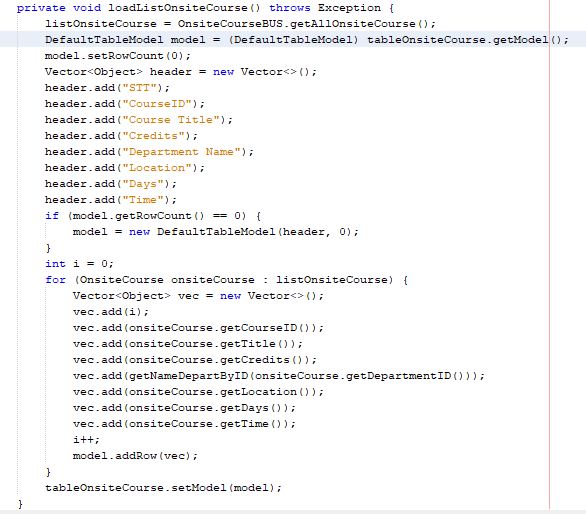 private void loadListOnsiteCourse() throws Exception {
    listOnsiteCourse = OnsiteCourseBUS.getAllOnsiteCourse();
    DefaultTableModel model = (DefaultTableModel) tableOnsiteCourse.getModel();
    model.setRowCount(0);
    Vector<Object> header = new Vector<>();
    header.add("STT");
    header.add("CourseID");
    header.add("Course Title");
    header.add("Credits");
    header.add("Department Name");
    header.add("Location");
    header.add("Days");
    header.add("Time");
    if (model.getRowCount() == 0) {
        model = new DefaultTableModel(header, 0);
    }
    int i = 0;
    for (OnsiteCourse onsiteCourse : listOnsiteCourse) {
        Vector<Object> vec = new Vector<>();
        vec.add(i);
        vec.add(onsiteCourse.getCourseID());
        vec.add(onsiteCourse.getTitle());
        vec.add(onsiteCourse.getCredits());
        vec.add(getNameDepartByID(onsiteCourse.getDepartmentID()));
        vec.add(onsiteCourse.getLocation());
        vec.add(onsiteCourse.getDays());
        vec.add(onsiteCourse.getTime());
        i++;
        model.addRow(vec);
    }
    tableOnsiteCourse.setModel(model);
}